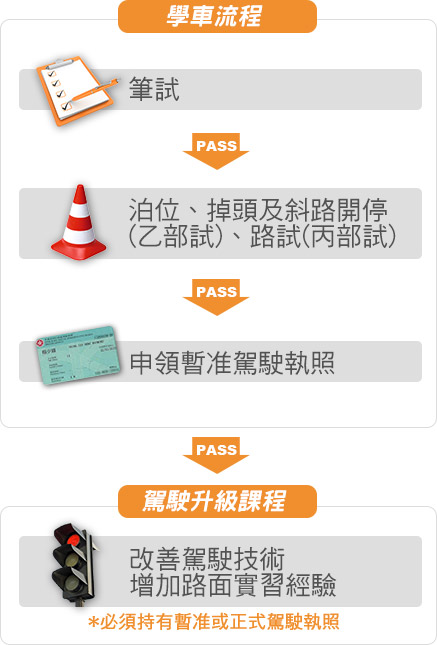 學車流程
筆試
PASS
泊位、掉頭及斜路開停
(乙部試)、路試(丙部試)
PASS
申領暫准駕駛執照
PASS
駕駛升級課程
改善駕駛技術
增加路面實習經驗
*必須持有暫准或正式駕駛執照